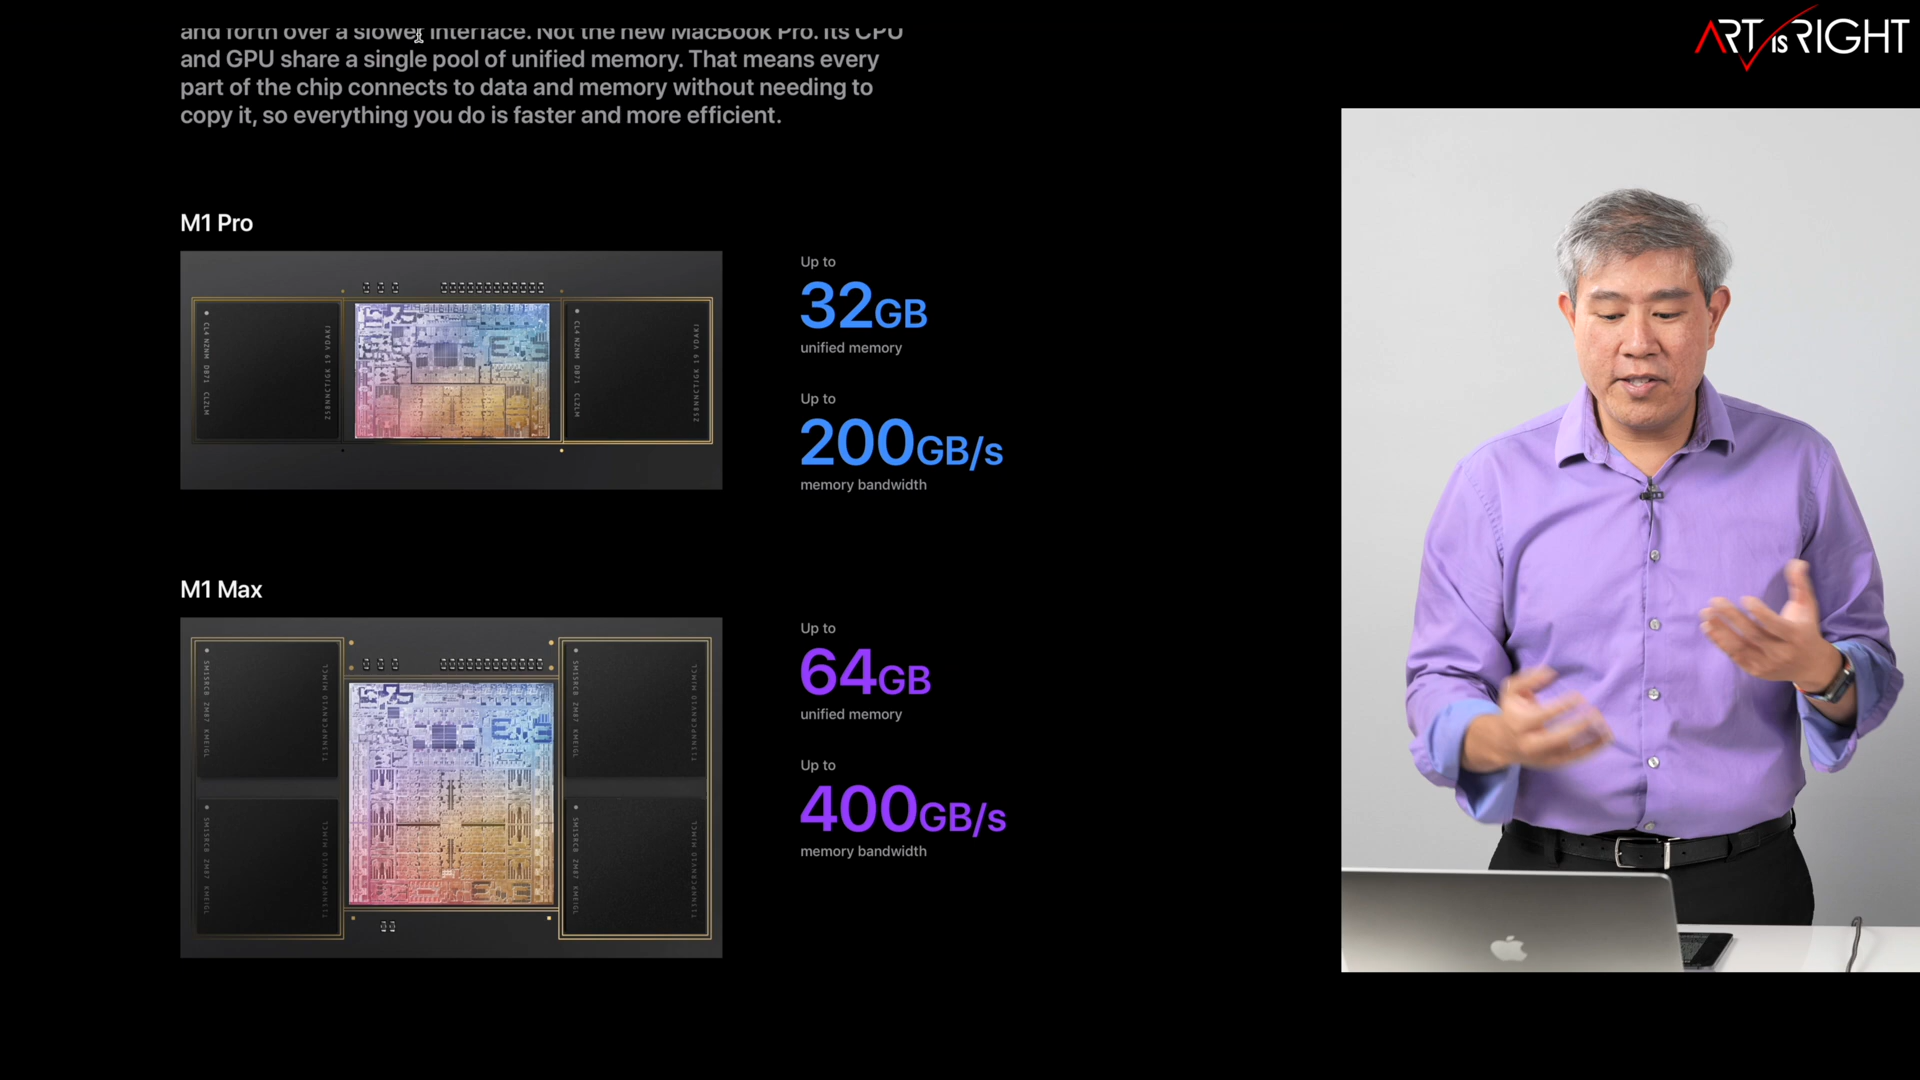 and forth over a slower interface. Not the new MacBook Pro. Its CPU
and GPU share a single pool of unified memory. That means every
part of the chip connects to data and memory without needing to
copy it, so everything you do is faster and more efficient.
ART IS RIGHT
M1 Pro
Up to
32GB
unified memory
Up to
200GB/s
memory bandwidth
M1 Max
Up to
64GB
unified memory
Up to
400GB/s
memory bandwidth